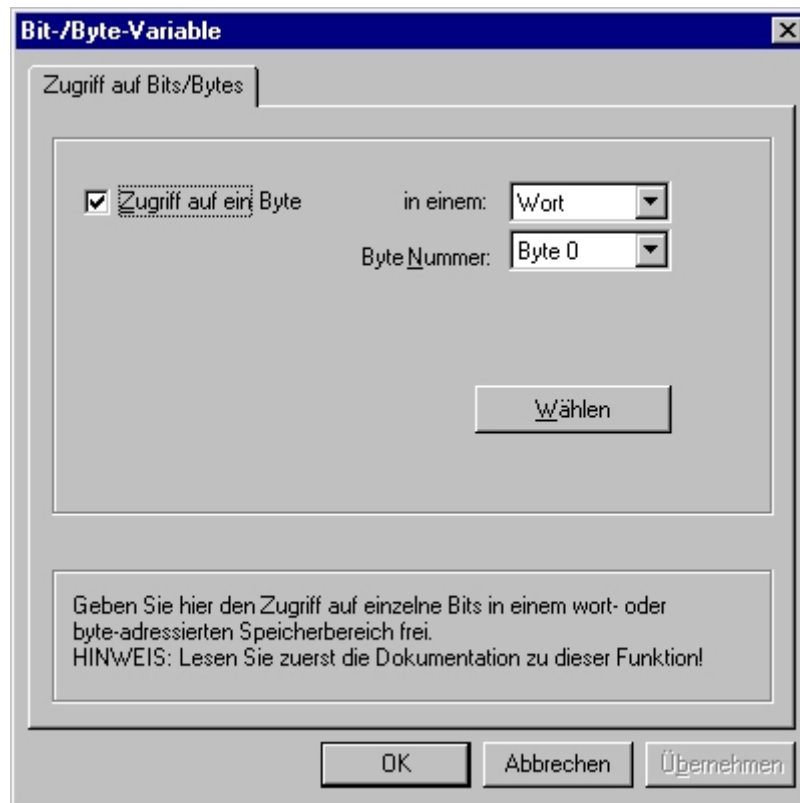 Bit-/Byte-Variable
Zugriff auf Bits/Bytes
Zugriff auf ein Byte
in einem: Wort
Byte Nummer: Byte 0
Wählen
Geben Sie hier den Zugriff auf einzelne Bits in einem wort- oder
byte-adressierten Speicherbereich frei.
HINWEIS: Lesen Sie zuerst die Dokumentation zu dieser Funktion!
OK Abbrechen Übernehmen